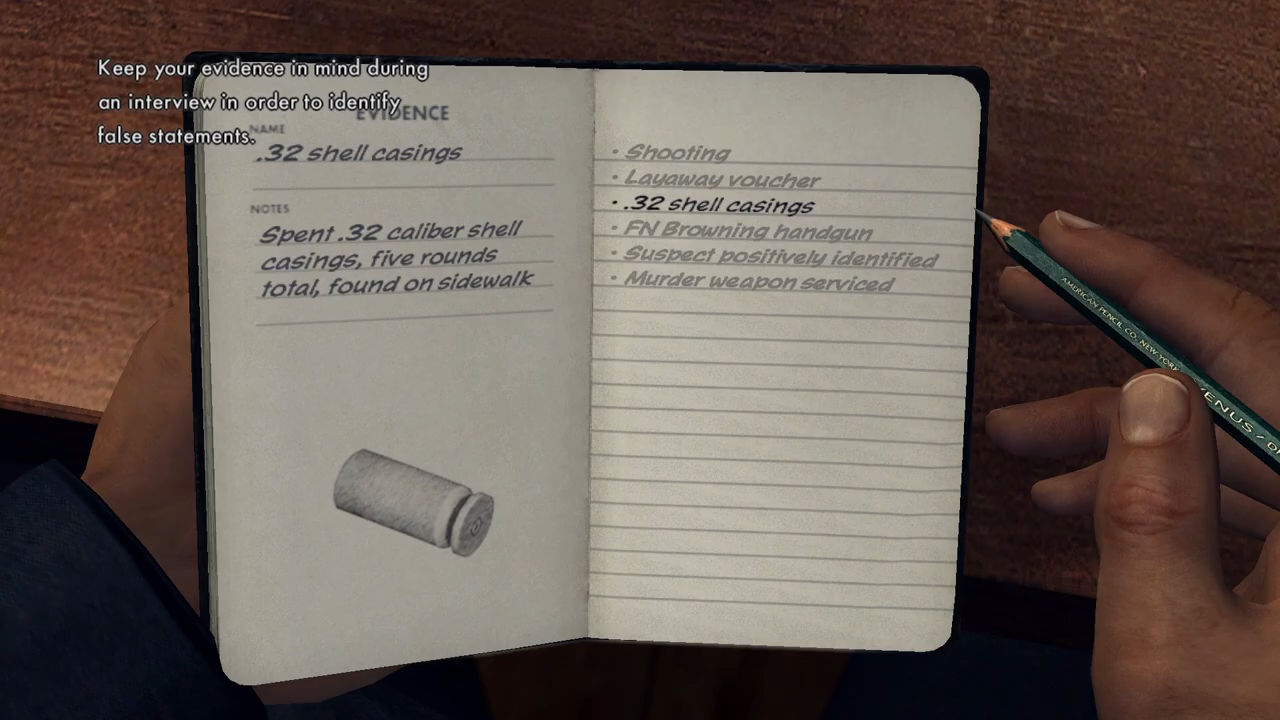 Keep your evidence in mind during
an interview in order to identify
false statements.
EVIDENCE
NAME
.32 shell casings
NOTES
Spent .32 caliber shell
casings, five rounds
total, found on sidewalk
• Shooting
• Layaway voucher
• .32 shell casings
• FN Browning handgun
• Suspect positively identified
• Murder weapon serviced
AMERICAN PENCIL CO. NEW YORK
VENUS